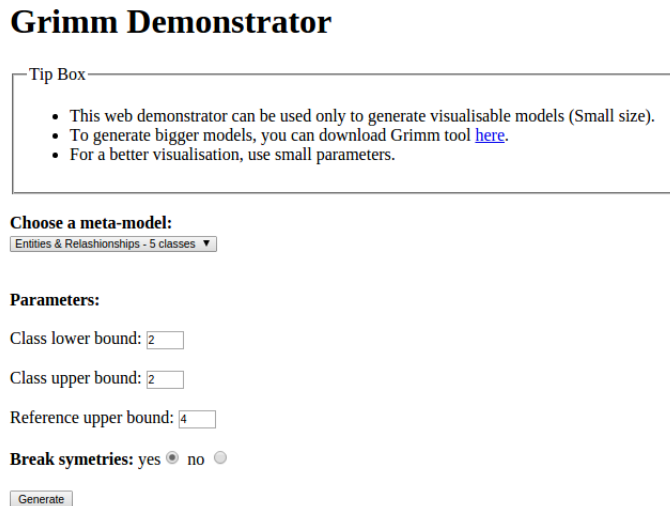 Grimm Demonstrator
Tip Box
This web demonstrator can be used only to generate visualisable models (Small size).
To generate bigger models, you can download Grimm tool here.
For a better visualisation, use small parameters.
Choose a meta-model:
Entities & Relashionships - 5 classes ▼
Parameters:
Class lower bound: 2
Class upper bound: 2
Reference upper bound: 4
Break symetries: yes no
Generate